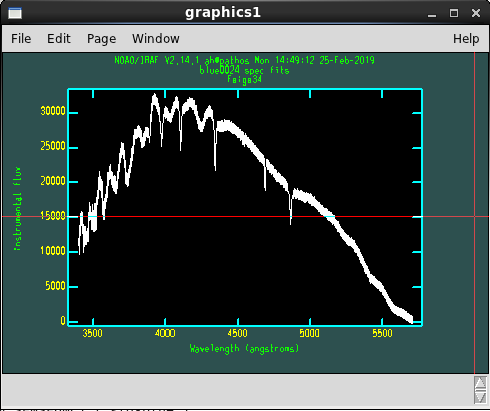 graphics1
File Edit Page Window Help
NOAO/IRAF V2.14.1 ah@pathos Mon 14:49:12 25-Feb-2019
blue0024 spec fits
feige34
30000
25000
20000
15000
10000
5000
0
Instrumental flux
3500 4000 4500 5000 5500
Wavelength (angstroms)